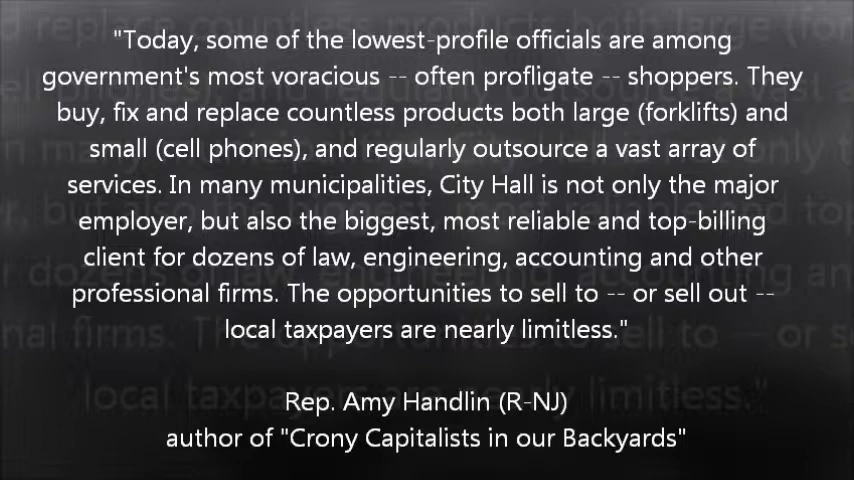 "Today, some of the lowest-profile officials are among
government's most voracious -- often profligate -- shoppers. They
buy, fix and replace countless products both large (forklifts) and
small (cell phones), and regularly outsource a vast array of
services. In many municipalities, City Hall is not only the major
employer, but also the biggest, most reliable and top-billing
client for dozens of law, engineering, accounting and other
professional firms. The opportunities to sell to -- or sell out --
local taxpayers are nearly limitless."
Rep. Amy Handlin (R-NJ)
author of "Crony Capitalists in our Backyards"